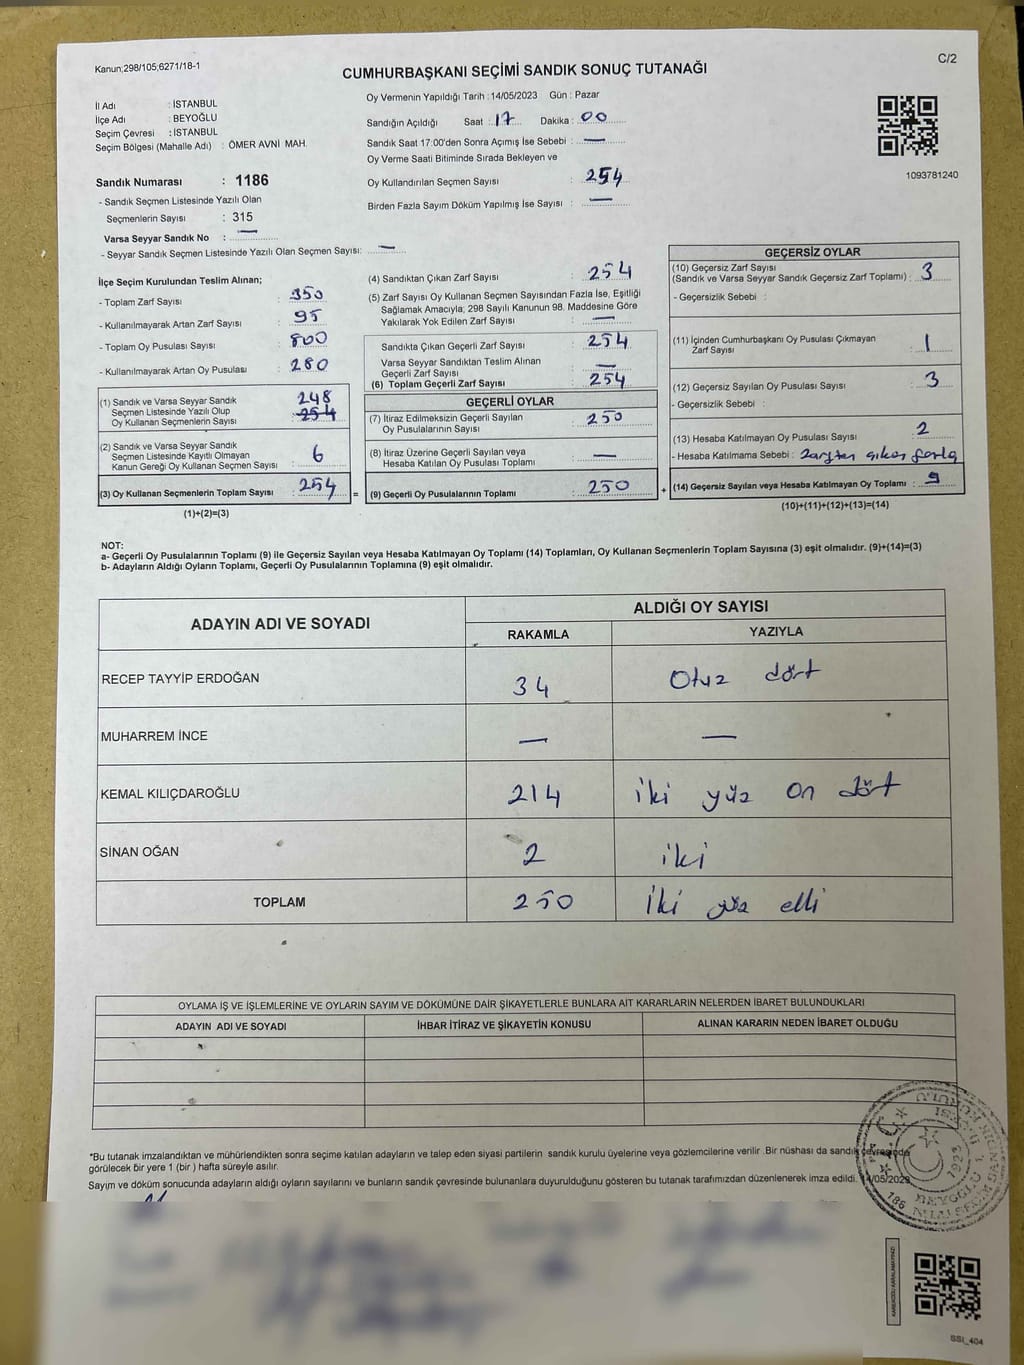 Kanun;298/105;6271/18-1
C/2
CUMHURBAŞKANI SEÇİMİ SANDIK SONUÇ TUTANAĞI
İl Adı : İSTANBUL
İlçe Adı : BEYOĞLU
Seçim Çevresi : İSTANBUL
Seçim Bölgesi (Mahalle Adı) : ÖMER AVNİ MAH.
Sandık Numarası : 1186
- Sandık Seçmen Listesinde Yazılı Olan
Seçmenlerin Sayısı : 315
Varsa Seyyar Sandık No : —
- Seyyar Sandık Seçmen Listesinde Yazılı Olan Seçmen Sayısı: —
Oy Vermenin Yapıldığı Tarih : 14/05/2023 Gün : Pazar
Sandığın Açıldığı Saat : 17 Dakika : 00
Sandık Saat 17:00'den Sonra Açımış İse Sebebi : —
Oy Verme Saati Bitiminde Sırada Bekleyen ve
Oy Kullandırılan Seçmen Sayısı : 254
Birden Fazla Sayım Döküm Yapılmış İse Sayısı : —
1093781240
İlçe Seçim Kurulundan Teslim Alınan;
- Toplam Zarf Sayısı : 350
- Kullanılmayarak Artan Zarf Sayısı : 95
- Toplam Oy Pusulası Sayısı : 800
- Kullanılmayarak Artan Oy Pusulası : 280
(1) Sandık ve Varsa Seyyar Sandık 248
Seçmen Listesinde Yazılı Olup
Oy Kullanan Seçmenlerin Sayısı : 254
(2) Sandık ve Varsa Seyyar Sandık
Seçmen Listesinde Kayıtlı Olmayan
Kanun Gereği Oy Kullanan Seçmen Sayısı : 6
(3) Oy Kullanan Seçmenlerin Toplam Sayısı : 254
(1)+(2)=(3)
(4) Sandıktan Çıkan Zarf Sayısı : 254
(5) Zarf Sayısı Oy Kullanan Seçmen Sayısından Fazla İse, Eşitliği
Sağlamak Amacıyla; 298 Sayılı Kanunun 98. Maddesine Göre
Yakılarak Yok Edilen Zarf Sayısı : —
Sandıkta Çıkan Geçerli Zarf Sayısı : 254
Varsa Seyyar Sandıktan Teslim Alınan
Geçerli Zarf Sayısı : —
(6) Toplam Geçerli Zarf Sayısı : 254
GEÇERLİ OYLAR
(7) İtiraz Edilmeksizin Geçerli Sayılan
Oy Pusulalarının Sayısı : 250
(8) İtiraz Üzerine Geçerli Sayılan veya
Hesaba Katılan Oy Pusulası Toplamı : —
= (9) Geçerli Oy Pusulalarının Toplamı : 250 +
GEÇERSİZ OYLAR
(10) Geçersiz Zarf Sayısı
(Sandık ve Varsa Seyyar Sandık Geçersiz Zarf Toplamı) : 3
- Geçersizlik Sebebi :
(11) İçinden Cumhurbaşkanı Oy Pusulası Çıkmayan
Zarf Sayısı : 1
(12) Geçersiz Sayılan Oy Pusulası Sayısı : 3
- Geçersizlik Sebebi :
(13) Hesaba Katılmayan Oy Pusulası Sayısı : 2
- Hesaba Katılmama Sebebi : Zarftan çıkan fazla
(14) Geçersiz Sayılan veya Hesaba Katılmayan Oy Toplamı : 9
(10)+(11)+(12)+(13)=(14)
NOT:
a- Geçerli Oy Pusulalarının Toplamı (9) ile Geçersiz Sayılan veya Hesaba Katılmayan Oy Toplamı (14) Toplamları, Oy Kullanan Seçmenlerin Toplam Sayısına (3) eşit olmalıdır. (9)+(14)=(3)
b- Adayların Aldığı Oyların Toplamı, Geçerli Oy Pusulalarının Toplamına (9) eşit olmalıdır.
ADAYIN ADI VE SOYADI
ALDIĞI OY SAYISI
RAKAMLA YAZIYLA
RECEP TAYYİP ERDOĞAN 34 Otuz dört
MUHARREM İNCE — —
KEMAL KILIÇDAROĞLU 214 iki yüz on dört
SİNAN OĞAN 2 iki
TOPLAM 250 İki yüz elli
OYLAMA İŞ VE İŞLEMLERİNE VE OYLARIN SAYIM VE DÖKÜMÜNE DAİR ŞİKAYETLERLE BUNLARA AİT KARARLARIN NELERDEN İBARET BULUNDUKLARI
ADAYIN ADI VE SOYADI İHBAR İTİRAZ VE ŞİKAYETİN KONUSU ALINAN KARARIN NEDEN İBARET OLDUĞU
*Bu tutanak imzalandıktan ve mühürlendikten sonra seçime katılan adayların ve talep eden siyasi partilerin sandık kurulu üyelerine veya gözlemcilerine verilir .Bir nüshası da sandık çevresinde
görülecek bir yere 1 (bir ) hafta süreyle asılır.
Sayım ve döküm sonucunda adayların aldığı oyların sayılarını ve bunların sandık çevresinde bulunanlara duyurulduğunu gösteren bu tutanak tarafımızdan düzenlenerek imza edildi. 14/05/2023
T.C.
1923
BEYOĞLU 1.
186
SSI_404